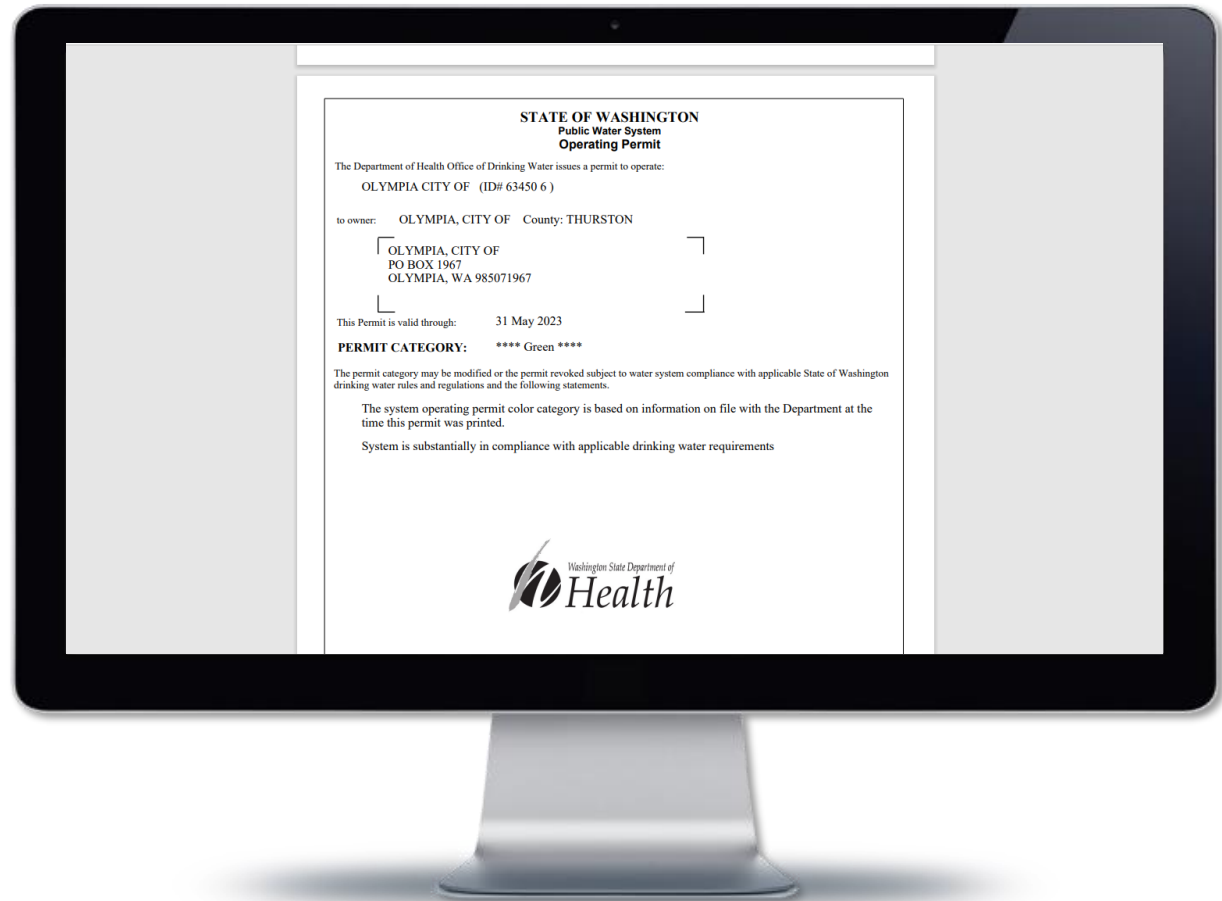 STATE OF WASHINGTON
Public Water System
Operating Permit
The Department of Health Office of Drinking Water issues a permit to operate:
OLYMPIA CITY OF (ID# 63450 6 )
to owner: OLYMPIA, CITY OF County: THURSTON
OLYMPIA, CITY OF
PO BOX 1967
OLYMPIA, WA 985071967
This Permit is valid through: 31 May 2023
PERMIT CATEGORY: **** Green ****
The permit category may be modified or the permit revoked subject to water system compliance with applicable State of Washington
drinking water rules and regulations and the following statements.
The system operating permit color category is based on information on file with the Department at the
time this permit was printed.
System is substantially in compliance with applicable drinking water requirements
Washington State Department of
Health